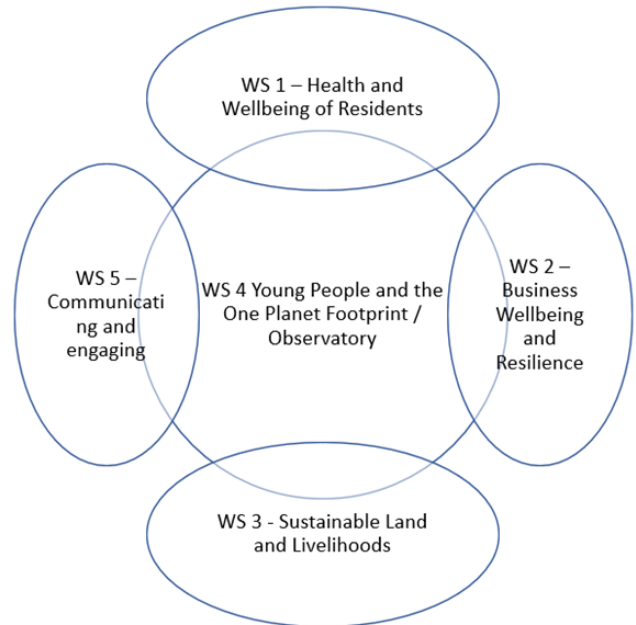 WS 1 – Health and
Wellbeing of Residents
WS 5 –
Communicati
ng and
engaging
WS 4 Young People and the
One Planet Footprint /
Observatory
WS 2 –
Business
Wellbeing
and
Resilience
WS 3 - Sustainable Land
and Livelihoods